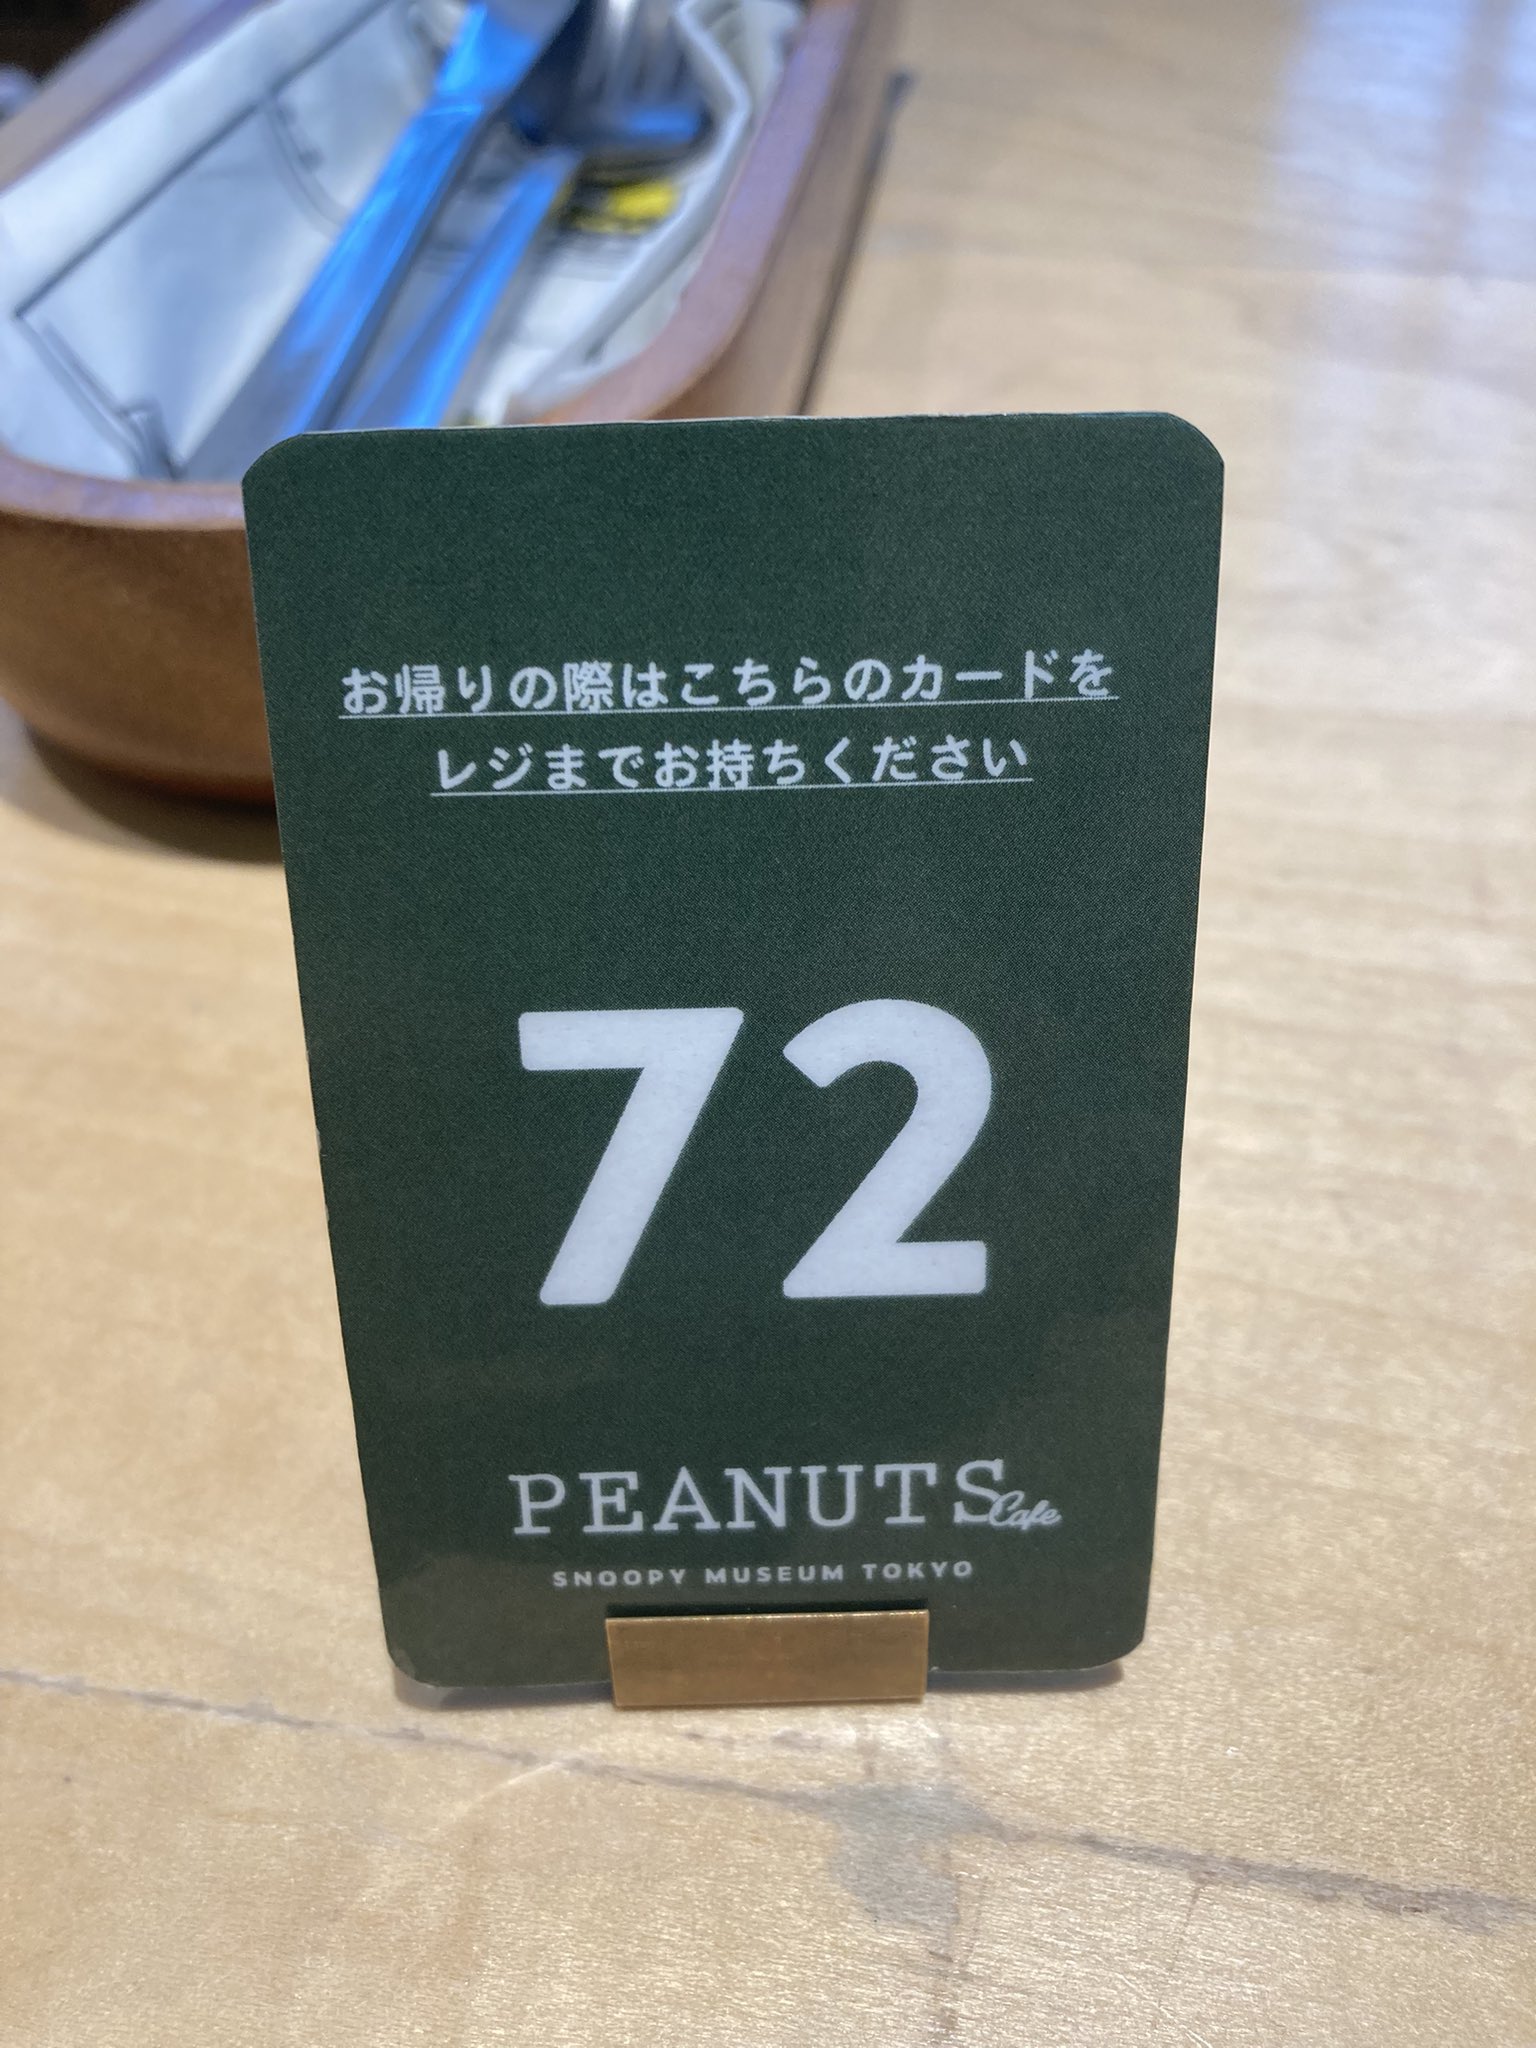 お帰りの際はこちらのカードを
レジまでお持ちください
72
PEANUTS Cafe
SNOOPY MUSEUM TOKYO